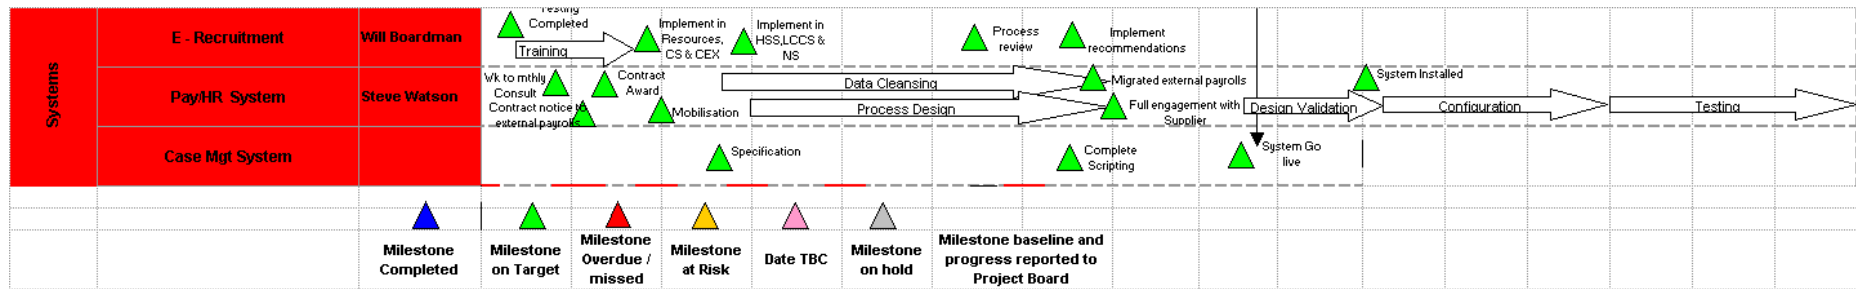 Systems
E - Recruitment
Will Boardman
Testing
Completed
Training
Implement in
Resources,
CS & CEX
Implement in
HSS,LCCS &
NS
Process
review
Implement
recommendations
Pay/HR System
Steve Watson
Wk to mthly
Consult
Contract notice to
external payrolls
Contract
Award
Mobilisation
Data Cleansing
Process Design
Migrated external payrolls
Full engagement with
Supplier
Design Validation
System Installed
Configuration
Testing
Case Mgt System
Specification
Complete
Scripting
System Go
live
Milestone
Completed
Milestone
on Target
Milestone
Overdue /
missed
Milestone
at Risk
Date TBC
Milestone
on hold
Milestone baseline and
progress reported to
Project Board